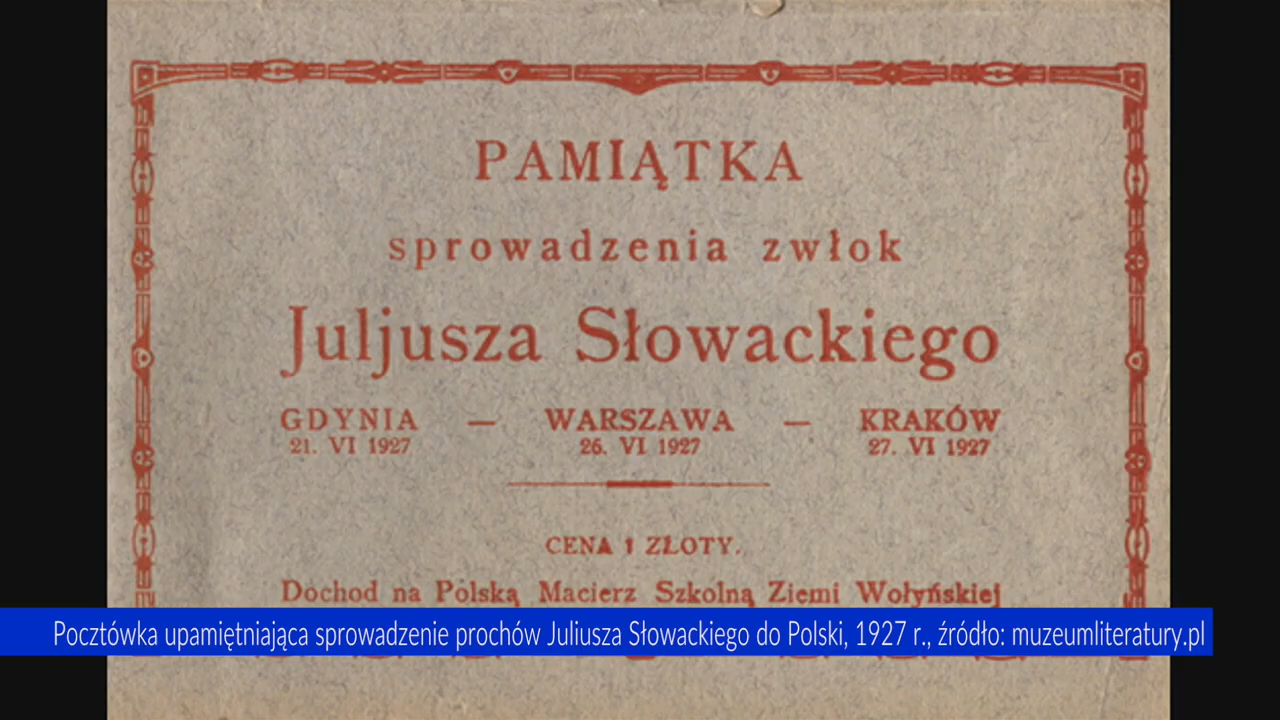 PAMIĄTKA
sprowadzenia zwłok
Juljusza Słowackiego
GDYNIA — WARSZAWA — KRAKÓW
21. VI 1927 26. VI 1927 27. VI 1927
CENA 1 ZŁOTY.
Dochod na Polską Macierz Szkolną Ziemi Wołyńskiej
Pocztówka upamiętniająca sprowadzenie prochów Juliusza Słowackiego do Polski, 1927 r., źródło: muzeumliteratury.pl